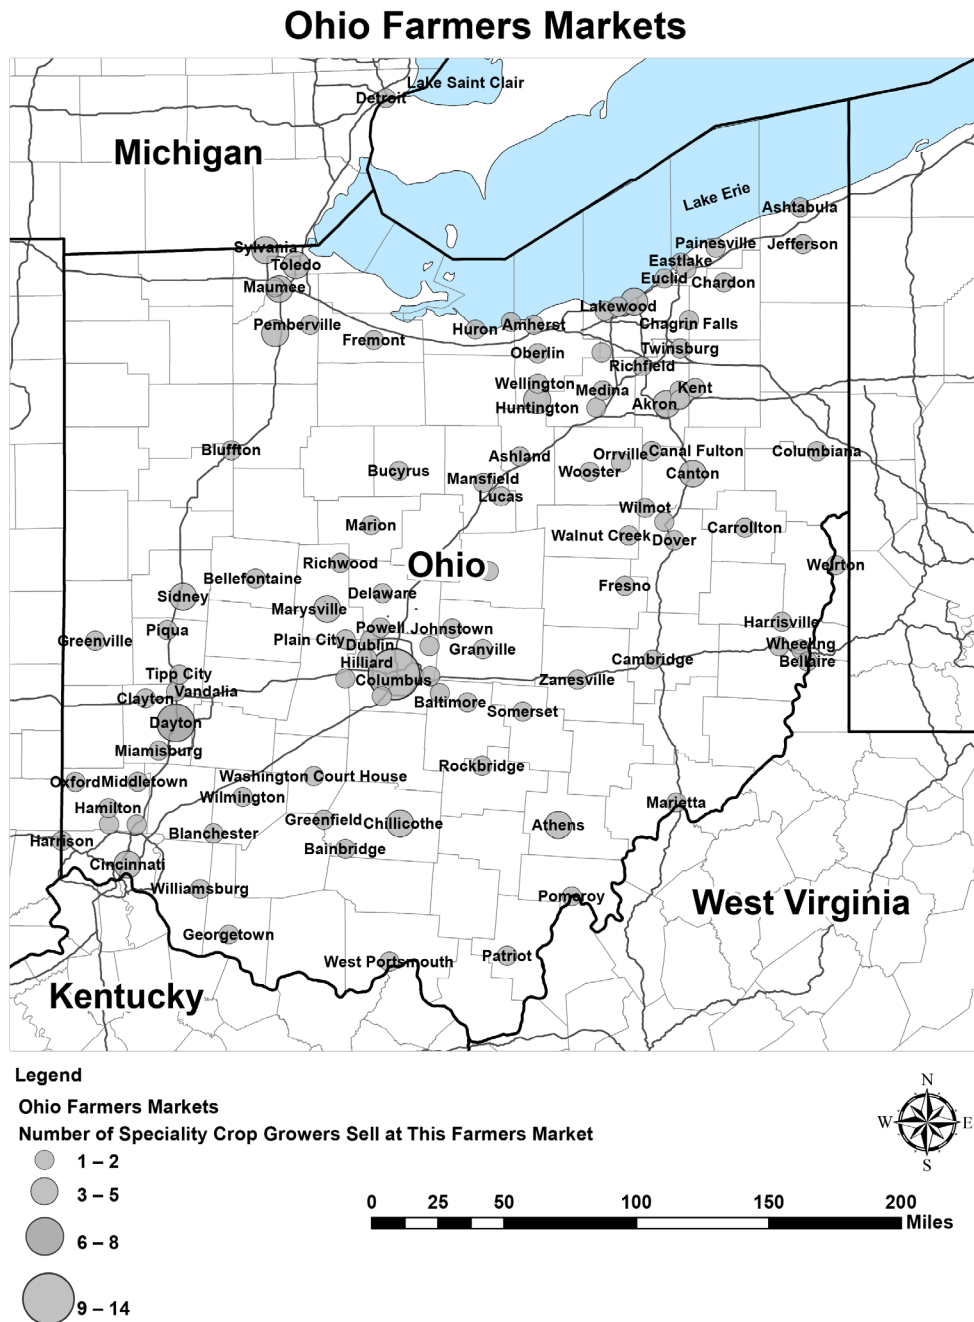 Ohio Farmers Markets
Lake Saint Clair
Detroit
Michigan
Lake Erie
Ashtabula
Sylvania
Painesville
Jefferson
Toledo
Eastlake
Maumee
Euclid
Chardon
Lakewood
Pemberville
Huron
Amherst
Chagrin Falls
Fremont
Oberlin
Twinsburg
Richfield
Wellington
Medina
Kent
Huntington
Akron
Bluffton
Ashland
Orrville
Canal Fulton
Columbiana
Bucyrus
Mansfield
Wooster
Canton
Lucas
Wilmot
Marion
Walnut Creek
Dover
Carrollton
Richwood
Ohio
Weirton
Bellefontaine
Fresno
Sidney
Delaware
Marysville
Harrisville
Piqua
Powell
Johnstown
Greenville
Plain City
Dublin
Granville
Wheeling
Hilliard
Cambridge
Bellaire
Tipp City
Columbus
Zanesville
Clayton
Vandalia
Baltimore
Somerset
Dayton
Miamisburg
Rockbridge
Oxford
Middletown
Washington Court House
Wilmington
Marietta
Hamilton
Greenfield
Chillicothe
Athens
Harrison
Blanchester
Bainbridge
Cincinnati
Williamsburg
Pomeroy
West Virginia
Georgetown
West Portsmouth
Patriot
Kentucky
Legend
Ohio Farmers Markets
Number of Speciality Crop Growers Sell at This Farmers Market
1 – 2
3 – 5
6 – 8
9 – 14
0 25 50 100 150 200
Miles
N
W E
S